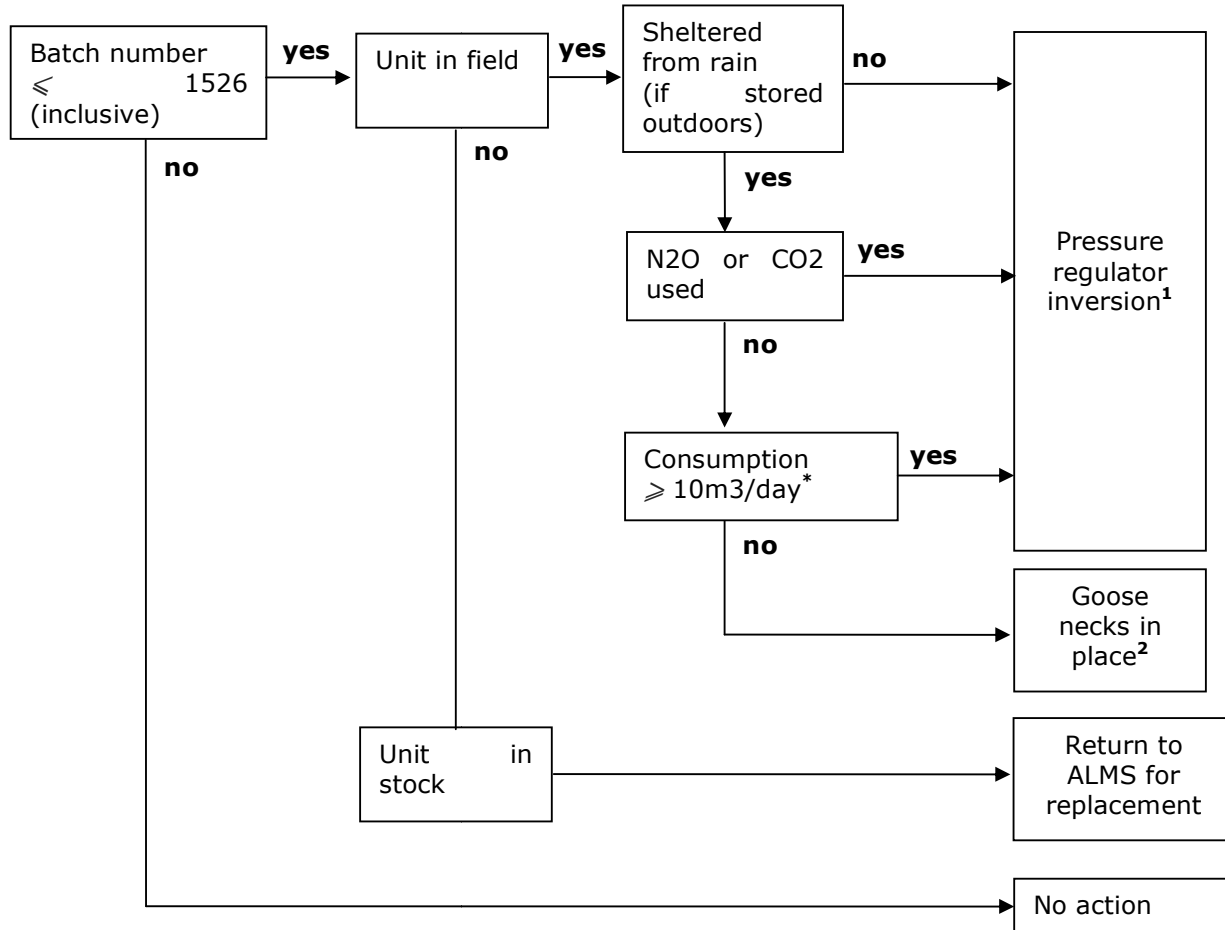 Batch number
⩽ 1526
(inclusive)
yes
Unit in field
yes
Sheltered
from rain
(if stored
outdoors)
no
no
no
yes
N2O or CO2
used
yes
Pressure
regulator
inversion1
no
Consumption
⩾ 10m3/day*
yes
no
Goose
necks in
place2
Unit in
stock
Return to
ALMS for
replacement
No action